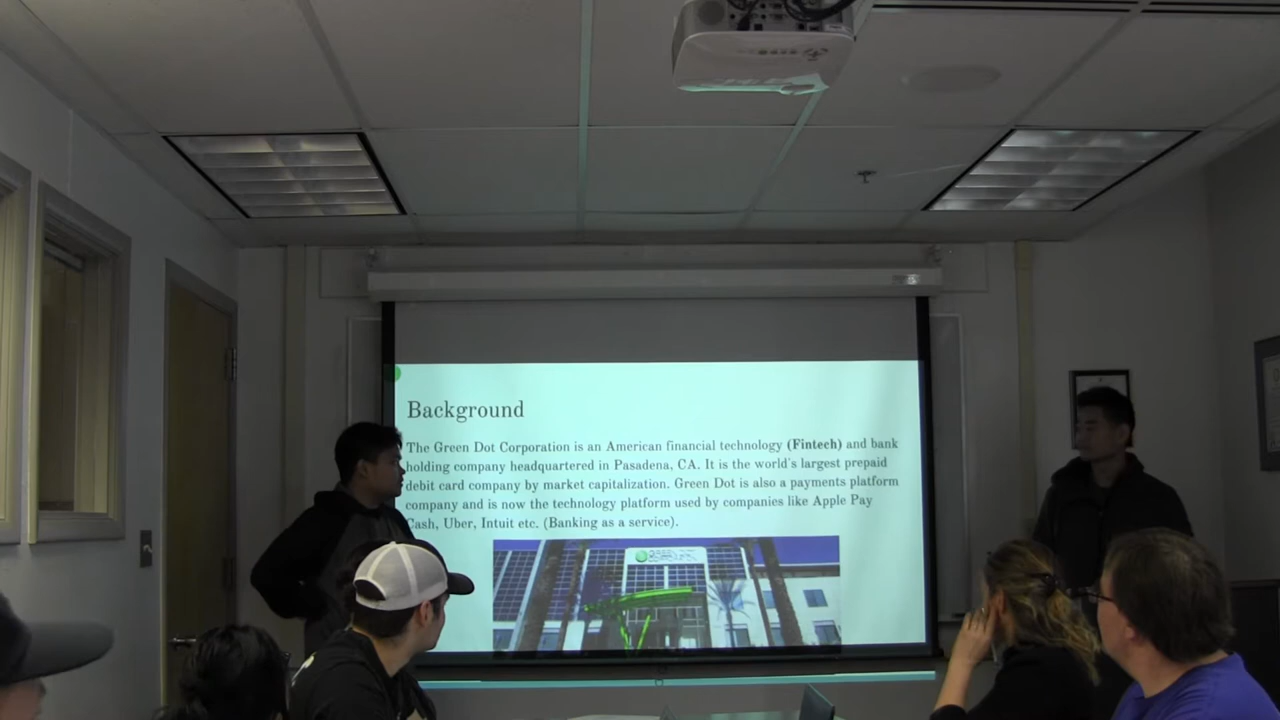 Background
The Green Dot Corporation is an American financial technology (Fintech) and bank
holding company headquartered in Pasadena, CA. It is the world's largest prepaid
debit card company by market capitalization. Green Dot is also a payments platform
company and is now the technology platform used by companies like Apple Pay
Cash, Uber, Intuit etc. (Banking as a service).